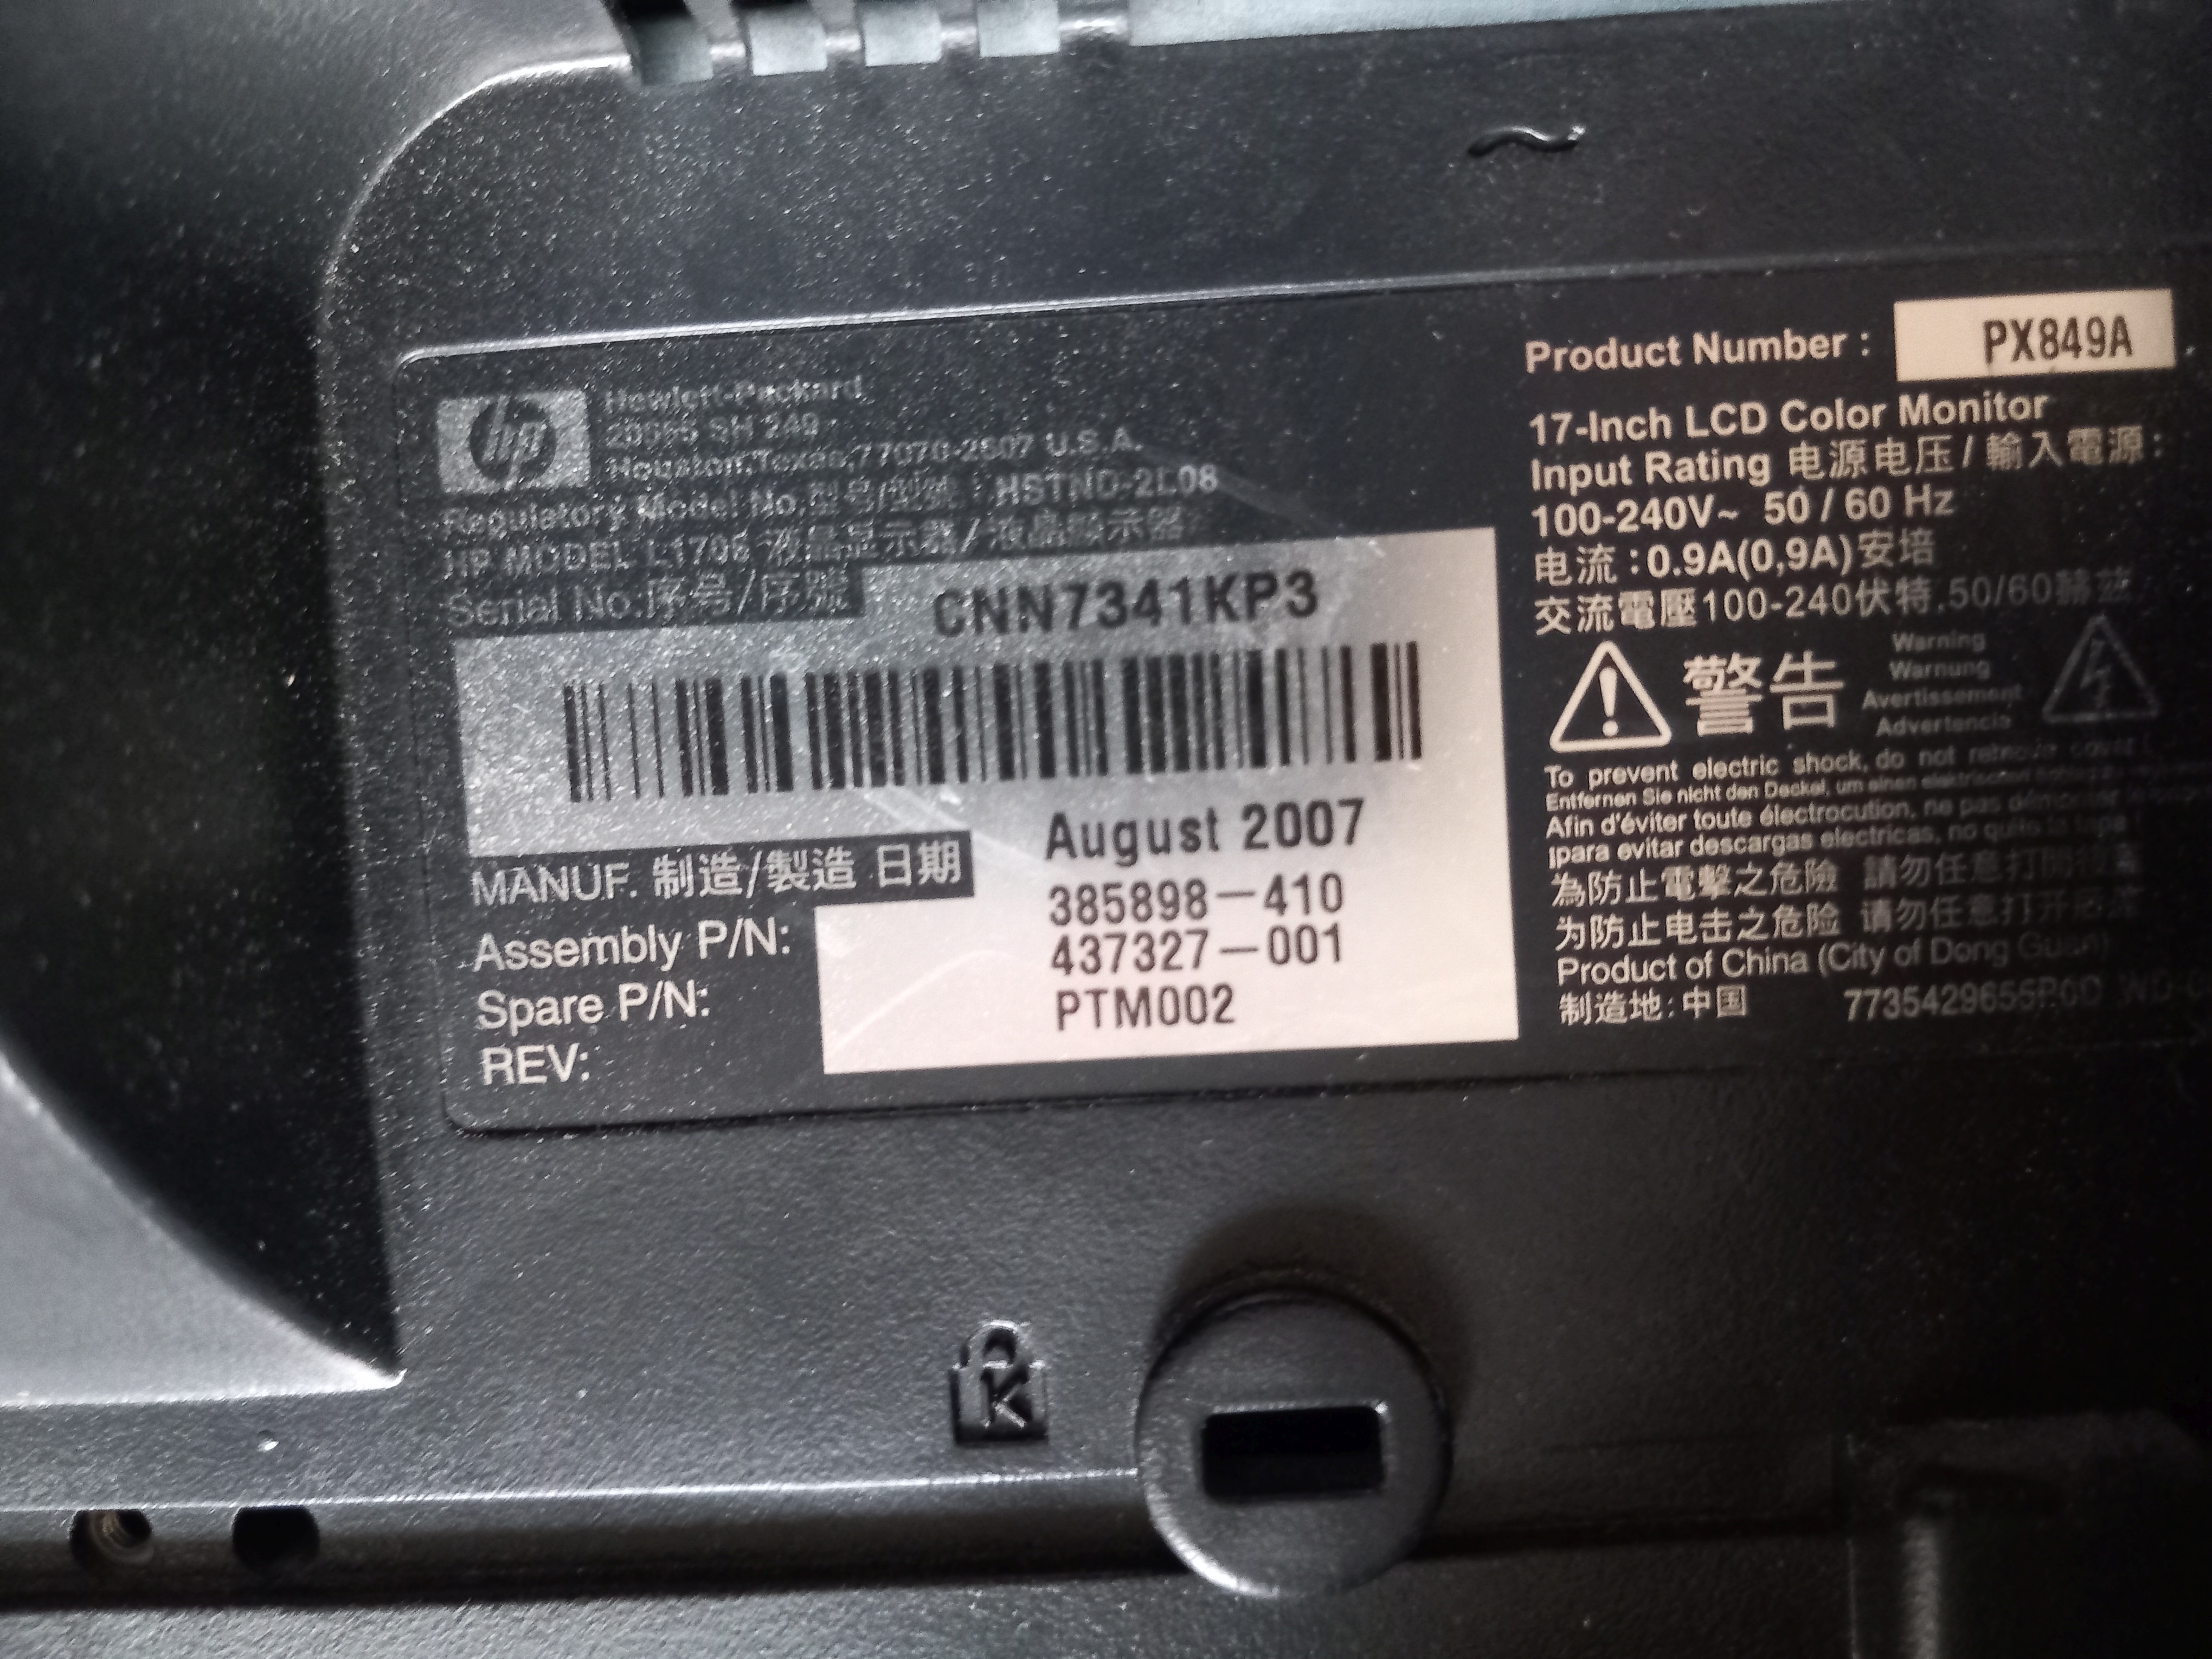 hp
Hewlett-Packard
20555 SH 249
Houston,Texas,77070-2607 U.S.A.
Regulatory Model No.型号/型號 : HSTND-2L08
HP MODEL L1706 液晶显示器/液晶顯示器
Serial No:序号/序號
CNN7341KP3
MANUF. 制造/製造 日期
August 2007
Assembly P/N:
385898-410
Spare P/N:
437327-001
REV:
PTM002
Product Number :
PX849A
17-Inch LCD Color Monitor
Input Rating 电源电压/輸入電源:
100-240V~ 50 / 60 Hz
电流:0.9A(0,9A)安培
交流電壓100-240伏特.50/60赫茲
警告
Warning
Warnung
Avertissement
Advertencia
To prevent electric shock, do not remove cover
Entfernen Sie nicht den Deckel, um einen elektrischen
Afin d'éviter toute électrocution, ne pas démonter le
¡para evitar descargas electricas, no quite la tapa !
為防止電擊之危險 請勿任意打開後蓋
为防止电击之危险 请勿任意打开后盖
Product of China (City of Dong Guan)
制造地:中国
K